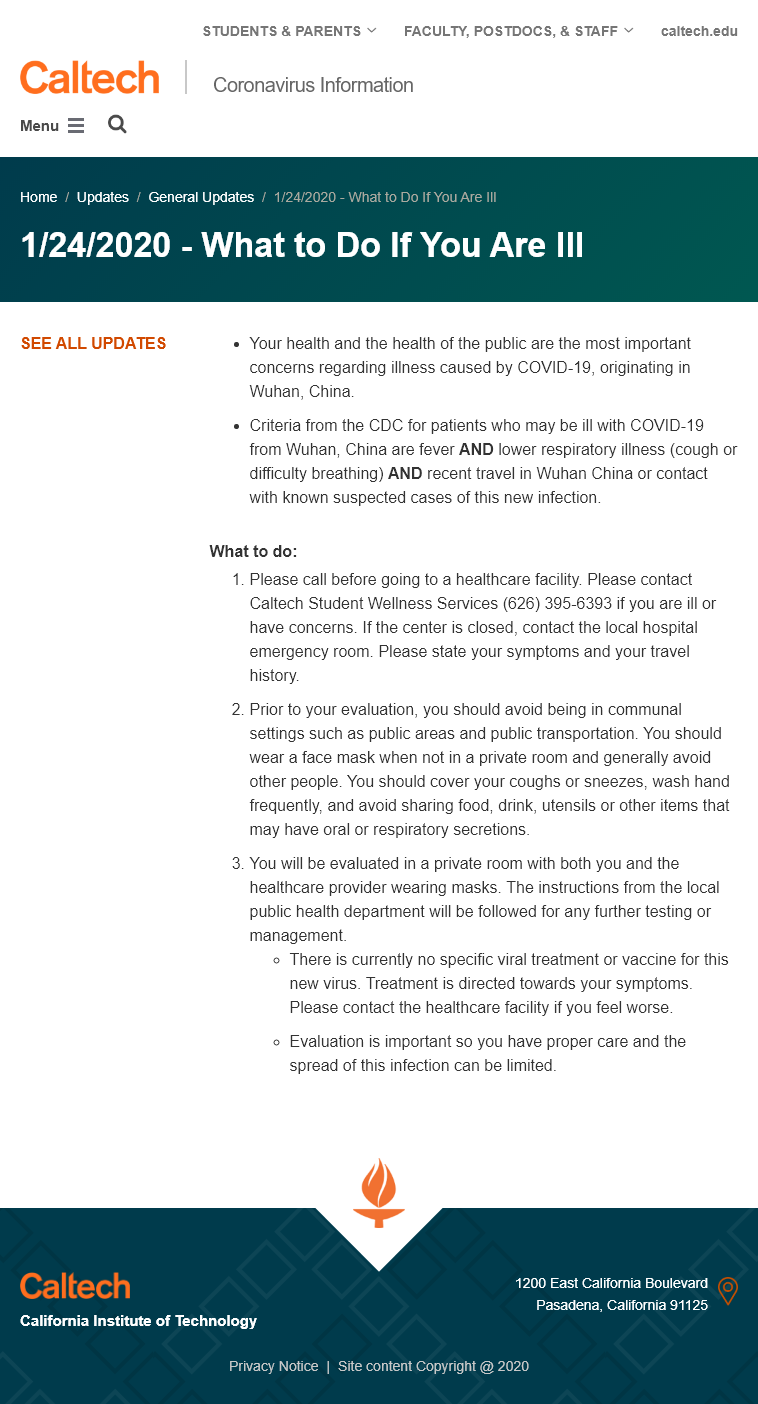 STUDENTS & PARENTS
FACULTY, POSTDOCS, & STAFF
caltech.edu
Caltech
Coronavirus Information
Menu
Home / Updates / General Updates / 1/24/2020 - What to Do If You Are Ill
1/24/2020 - What to Do If You Are Ill
SEE ALL UPDATES
• Your health and the health of the public are the most important
concerns regarding illness caused by COVID-19, originating in
Wuhan, China.
• Criteria from the CDC for patients who may be ill with COVID-19
from Wuhan, China are fever AND lower respiratory illness (cough or
difficulty breathing) AND recent travel in Wuhan China or contact
with known suspected cases of this new infection.
What to do:
1. Please call before going to a healthcare facility. Please contact
Caltech Student Wellness Services (626) 395-6393 if you are ill or
have concerns. If the center is closed, contact the local hospital
emergency room. Please state your symptoms and your travel
history.
2. Prior to your evaluation, you should avoid being in communal
settings such as public areas and public transportation. You should
wear a face mask when not in a private room and generally avoid
other people. You should cover your coughs or sneezes, wash hand
frequently, and avoid sharing food, drink, utensils or other items that
may have oral or respiratory secretions.
3. You will be evaluated in a private room with both you and the
healthcare provider wearing masks. The instructions from the local
public health department will be followed for any further testing or
management.
◦ There is currently no specific viral treatment or vaccine for this
new virus. Treatment is directed towards your symptoms.
Please contact the healthcare facility if you feel worse.
◦ Evaluation is important so you have proper care and the
spread of this infection can be limited.
Caltech
California Institute of Technology
1200 East California Boulevard
Pasadena, California 91125
Privacy Notice | Site content Copyright @ 2020